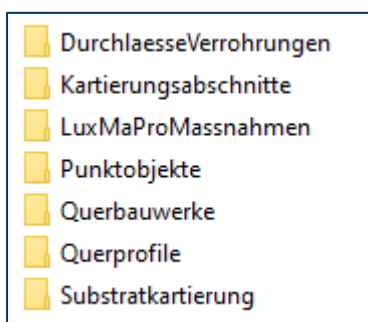 DurchlaesseVerrohrungen
Kartierungsabschnitte
LuxMaProMassnahmen
Punktobjekte
Querbauwerke
Querprofile
Substratkartierung